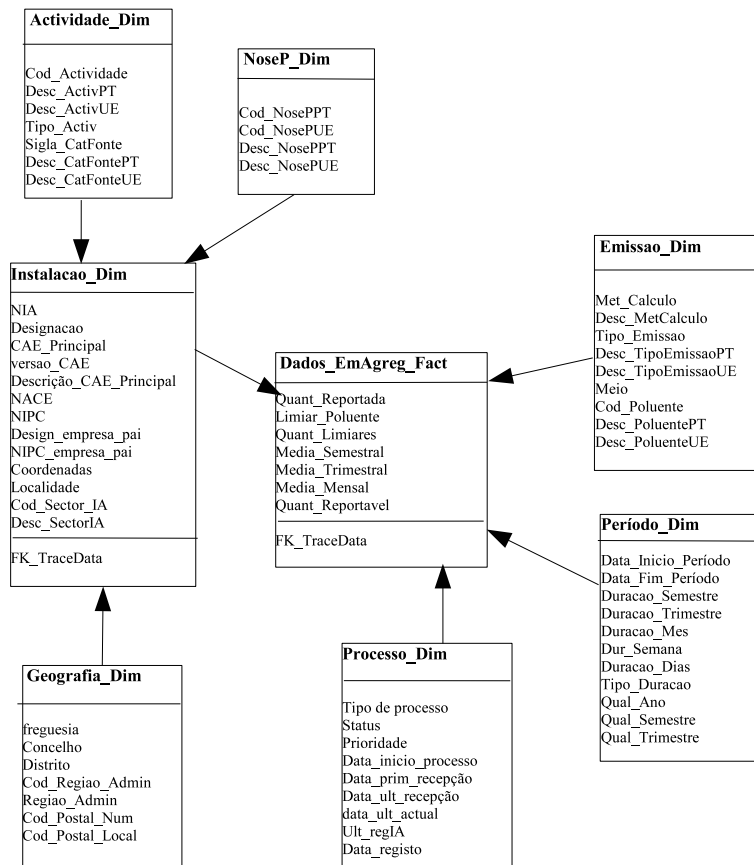 Actividade_Dim
Cod_Actividade
Desc_ActivPT
Desc_ActivUE
Tipo_Activ
Sigla_CatFonte
Desc_CatFontePT
Desc_CatFonteUE
NoseP_Dim
Cod_NosePPT
Cod_NosePUE
Desc_NosePPT
Desc_NosePUE
Instalacao_Dim
NIA
Designacao
CAE_Principal
versao_CAE
Descrição_CAE_Principal
NACE
NIPC
Design_empresa_pai
NIPC_empresa_pai
Coordenadas
Localidade
Cod_Sector_IA
Desc_SectorIA
FK_TraceData
Dados_EmAgreg_Fact
Quant_Reportada
Limiar_Poluente
Quant_Limiares
Media_Semestral
Media_Trimestral
Media_Mensal
Quant_Reportavel
FK_TraceData
Emissao_Dim
Met_Calculo
Desc_MetCalculo
Tipo_Emissao
Desc_TipoEmissaoPT
Desc_TipoEmissaoUE
Meio
Cod_Poluente
Desc_PoluentePT
Desc_PoluenteUE
Período_Dim
Data_Inicio_Período
Data_Fim_Período
Duracao_Semestre
Duracao_Trimestre
Duracao_Mes
Dur_Semana
Duracao_Dias
Tipo_Duracao
Qual_Ano
Qual_Semestre
Qual_Trimestre
Geografia_Dim
freguesia
Concelho
Distrito
Cod_Regiao_Admin
Regiao_Admin
Cod_Postal_Num
Cod_Postal_Local
Processo_Dim
Tipo de processo
Status
Prioridade
Data_inicio_processo
Data_prim_recepção
Data_ult_recepção
data_ult_actual
Ult_regIA
Data_registo